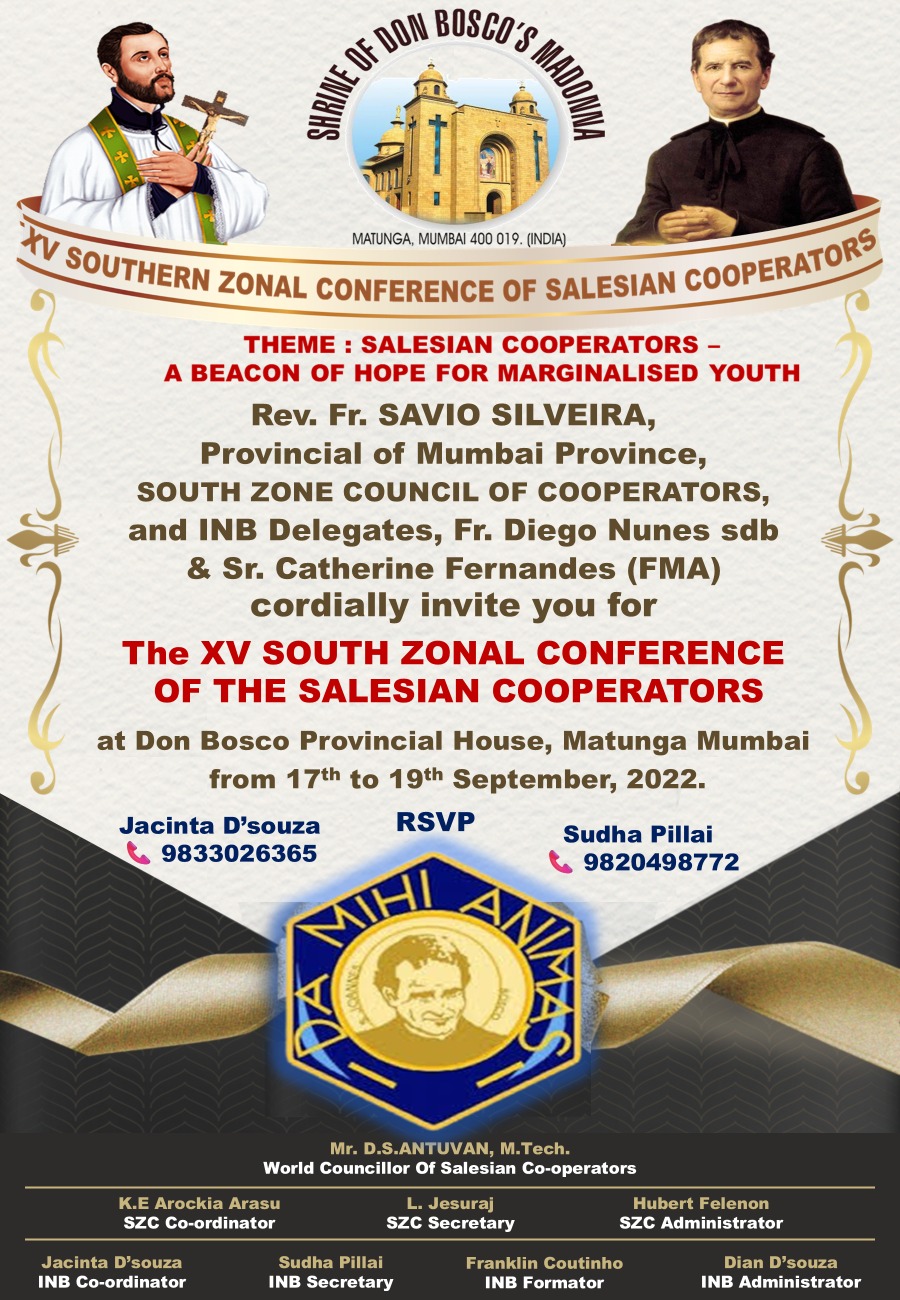 SHRINE OF DON BOSCO'S MADONNA
MATUNGA, MUMBAI 400 019. (INDIA)
XV SOUTHERN ZONAL CONFERENCE OF SALESIAN COOPERATORS
THEME : SALESIAN COOPERATORS –
A BEACON OF HOPE FOR MARGINALISED YOUTH
Rev. Fr. SAVIO SILVEIRA,
Provincial of Mumbai Province,
SOUTH ZONE COUNCIL OF COOPERATORS,
and INB Delegates, Fr. Diego Nunes sdb
& Sr. Catherine Fernandes (FMA)
cordially invite you for
The XV SOUTH ZONAL CONFERENCE
OF THE SALESIAN COOPERATORS
at Don Bosco Provincial House, Matunga Mumbai
from 17th to 19th September, 2022.
RSVP
Jacinta D'souza
9833026365
Sudha Pillai
9820498772
DA MIHI ANIMAS
Mr. D.S.ANTUVAN, M.Tech.
World Councillor Of Salesian Co-operators
K.E Arockia Arasu L. Jesuraj Hubert Felenon
SZC Co-ordinator SZC Secretary SZC Administrator
Jacinta D'souza Sudha Pillai Franklin Coutinho Dian D'souza
INB Co-ordinator INB Secretary INB Formator INB Administrator